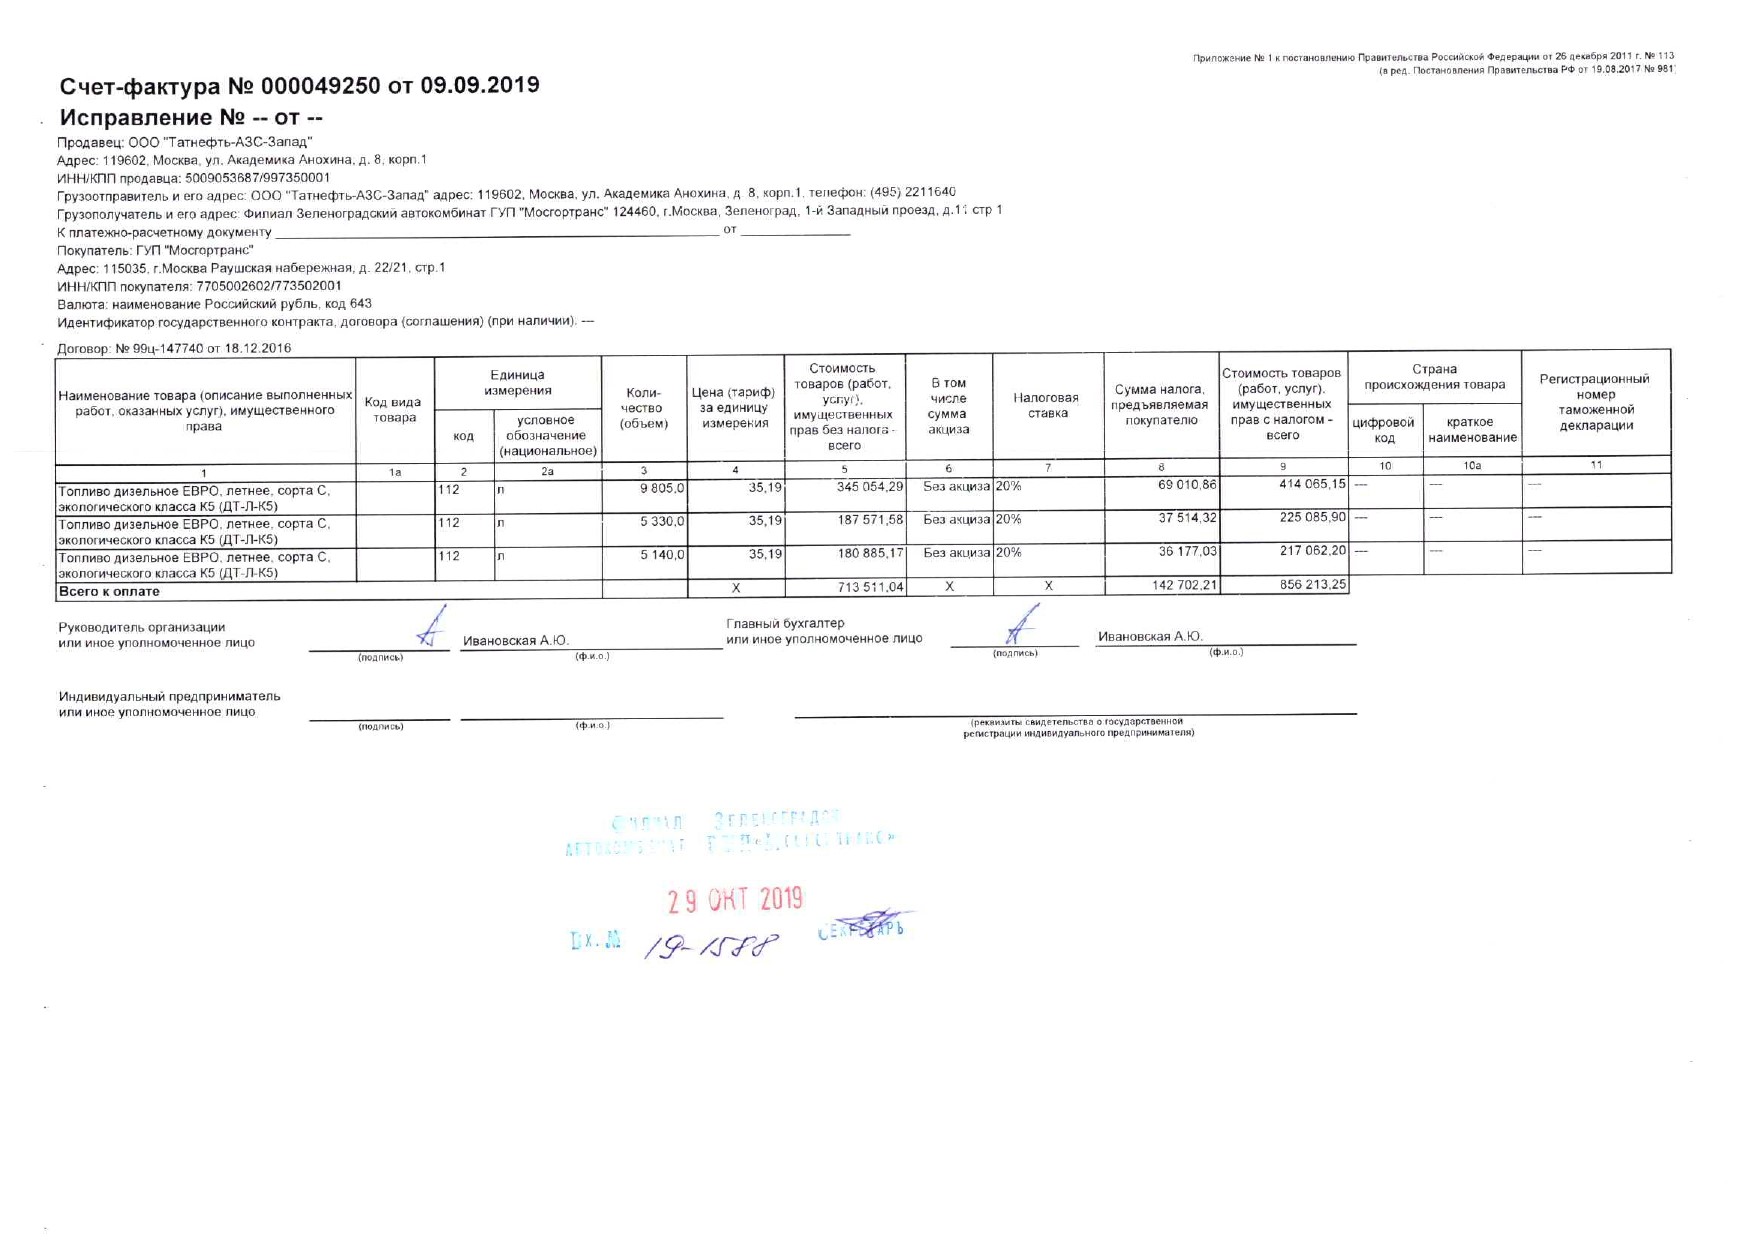 Приложение № 1 к постановлению Правительства Российской Федерации от 26 декабря 2011 г. № 113
(в ред. Постановления Правительства РФ от 19.08.2017 № 981)
Счет-фактура № 000049250 от 09.09.2019
Исправление № -- от --
Продавец: ООО "Татнефть-АЗС-Запад"
Адрес: 119602, Москва, ул. Академика Анохина, д. 8, корп.1
ИНН/КПП продавца: 5009053687/997350001
Грузоотправитель и его адрес: ООО "Татнефть-АЗС-Запад" адрес: 119602, Москва, ул. Академика Анохина, д. 8, корп.1, телефон: (495) 2211640
Грузополучатель и его адрес: Филиал Зеленоградский автокомбинат ГУП "Мосгортранс" 124460, г.Москва, Зеленоград, 1-й Западный проезд, д.11 стр 1
К платежно-расчетному документу от
Покупатель: ГУП "Мосгортранс"
Адрес: 115035, г.Москва Раушская набережная, д. 22/21, стр.1
ИНН/КПП покупателя: 7705002602/773502001
Валюта: наименование Российский рубль, код 643
Идентификатор государственного контракта, договора (соглашения) (при наличии): ---
Договор: № 99ц-147740 от 18.12.2016
Наименование товара (описание выполненных работ, оказанных услуг), имущественного права Код вида товара Единица измерения код условное обозначение (национальное) Коли-чество (объем) Цена (тариф) за единицу измерения Стоимость товаров (работ, услуг), имущественных прав без налога - всего В том числе сумма акциза Налоговая ставка Сумма налога, предъявляемая покупателю Стоимость товаров (работ, услуг), имущественных прав с налогом - всего Страна происхождения товара цифровой код краткое наименование Регистрационный номер таможенной декларации
1 1а 2 2а 3 4 5 6 7 8 9 10 10а 11
Топливо дизельное ЕВРО, летнее, сорта С, 112 л 9 805,0 35,19 345 054,29 Без акциза 20% 69 010,86 414 065,15 --- --- ---
экологического класса К5 (ДТ-Л-К5)
Топливо дизельное ЕВРО, летнее, сорта С, 112 л 5 330,0 35,19 187 571,58 Без акциза 20% 37 514,32 225 085,90 --- --- ---
экологического класса К5 (ДТ-Л-К5)
Топливо дизельное ЕВРО, летнее, сорта С, 112 л 5 140,0 35,19 180 885,17 Без акциза 20% 36 177,03 217 062,20 --- --- ---
экологического класса К5 (ДТ-Л-К5)
Всего к оплате X 713 511,04 X X 142 702,21 856 213,25
Руководитель организации Главный бухгалтер
или иное уполномоченное лицо Ивановская А.Ю. или иное уполномоченное лицо Ивановская А.Ю.
(подпись) (ф.и.о.) (подпись) (ф.и.о.)
Индивидуальный предприниматель
или иное уполномоченное лицо
(подпись) (ф.и.о.) (реквизиты свидетельства о государственной
регистрации индивидуального предпринимателя)
ФИЛИАЛ ЗЕЛЕНОГРАДСК
АВТОКОМБИНАТ
29 ОКТ 2019
Вх. № 19-1588 СЕКРЕТАРЬ